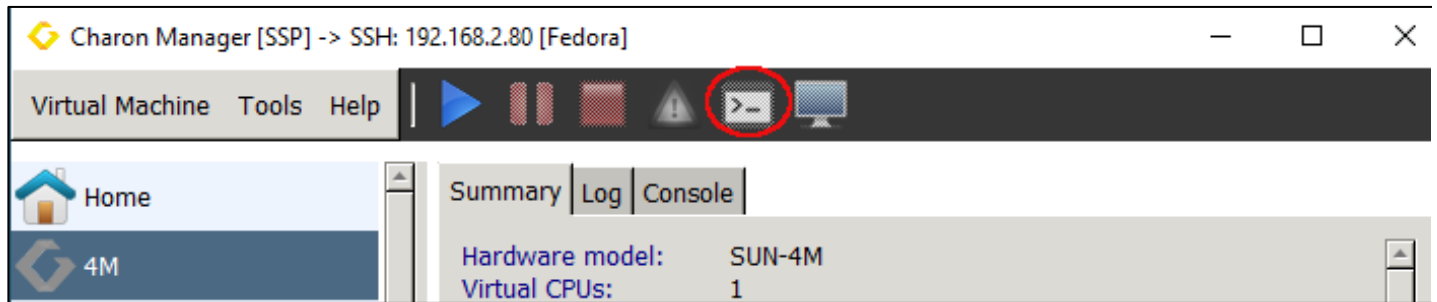 Charon Manager [SSP] -> SSH: 192.168.2.80 [Fedora]
Virtual Machine Tools Help
>_
Home
4M
Summary Log Console
Hardware model: SUN-4M
Virtual CPUs: 1